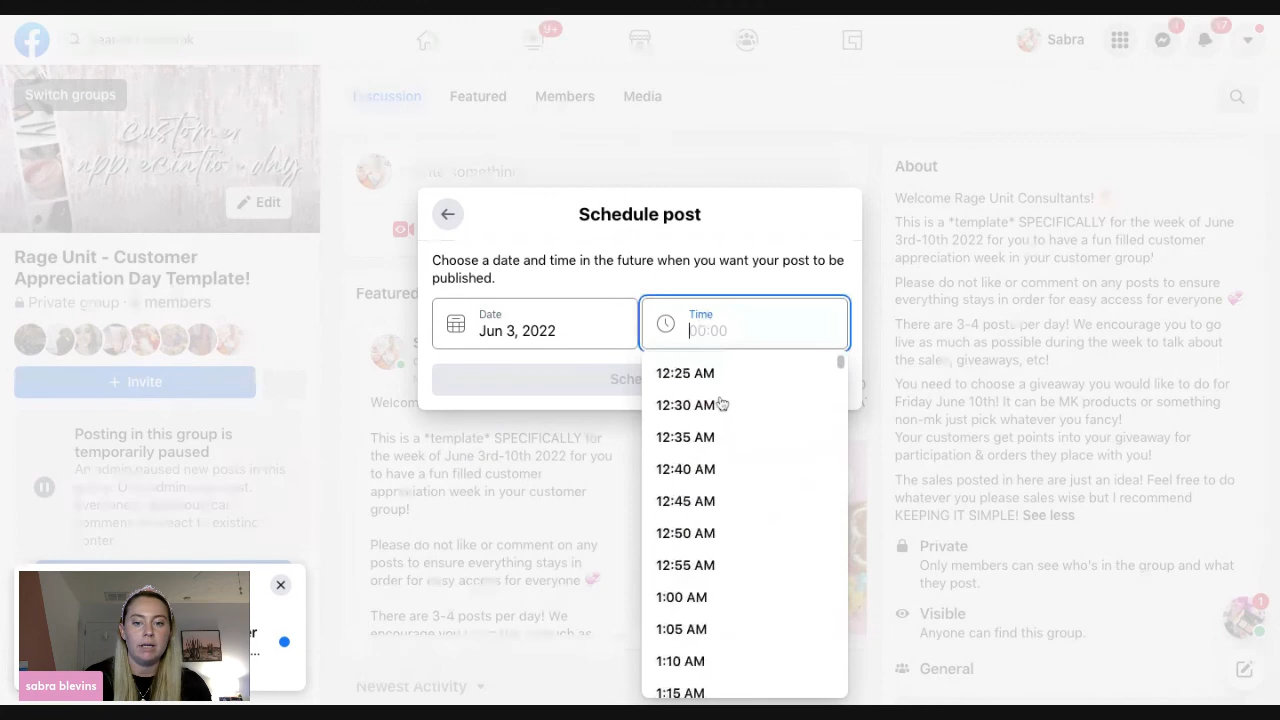 9+
Sabra
Switch groups
Discussion
Featured
Members
Media
Edit
Rage Unit - Customer
Appreciation Day Template!
Private group · members
+ Invite
Posting in this group is
temporarily paused
sabra blevins
Featured
Schedule post
Choose a date and time in the future when you want your post to be
published.
Date
Jun 3, 2022
Time
00:00
12:25 AM
12:30 AM
12:35 AM
12:40 AM
12:45 AM
12:50 AM
12:55 AM
1:00 AM
1:05 AM
1:10 AM
1:15 AM
This is a *template* SPECIFICALLY for
the week of June 3rd-10th 2022 for you
to have a fun filled customer
appreciation week in your customer
group!
Please do not like or comment on any
posts to ensure everything stays in
order for easy access for everyone 💞
There are 3-4 posts per day! We
Newest Activity
About
Welcome Rage Unit Consultants!
This is a *template* SPECIFICALLY for the week of June
3rd-10th 2022 for you to have a fun filled customer
appreciation week in your customer group!
Please do not like or comment on any posts to ensure
everything stays in order for easy access for everyone 💞
There are 3-4 posts per day! We encourage you to go
live as much as possible during the week to talk about
the sales, giveaways, etc!
You need to choose a giveaway you would like to do for
Friday June 10th! It can be MK products or something
non-mk just pick whatever you fancy!
Your customers get points into your giveaway for
participation & orders they place with you!
The sales posted in here are just an idea! Feel free to do
whatever you please sales wise but I recommend
KEEPING IT SIMPLE! See less
Private
Only members can see who's in the group and what
they post.
Visible
Anyone can find this group.
General
1